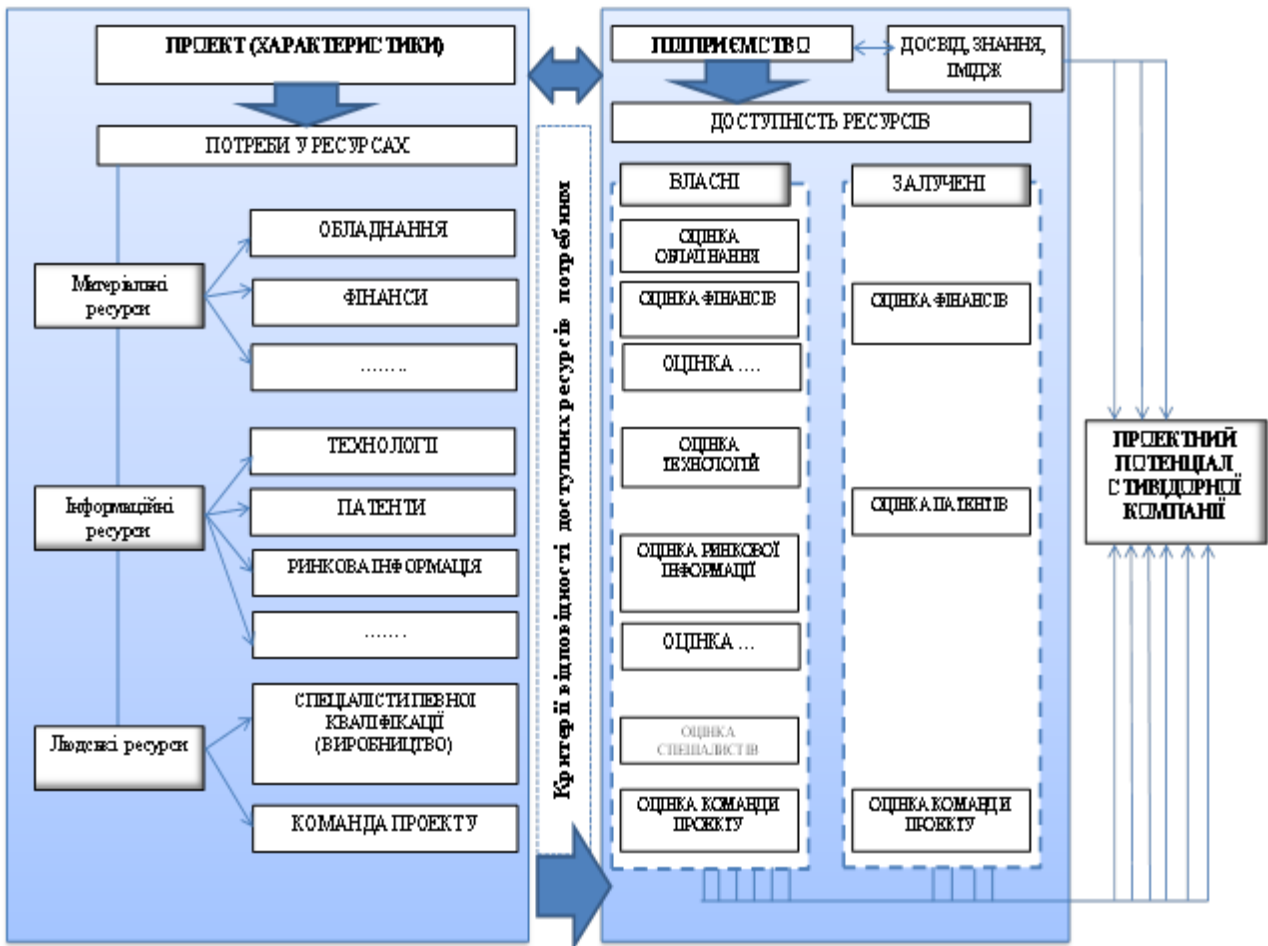 ПРОЕКТ (ХАРАКТЕРИСТИКИ)
ПОТРЕБИ У РЕСУРСАХ
Матеріальні
ресурси
ОБЛАДНАННЯ
ФІНАНСИ
........
Інформаційні
ресурси
ТЕХНОЛОГІЇ
ПАТЕНТИ
РИНКОВА ІНФОРМАЦІЯ
.......
Людські ресурси
СПЕЦІАЛІСТИ ПЕВНОЇ
КВАЛІФІКАЦІЇ
(ВИРОБНИЦТВО)
КОМАНДА ПРОЕКТУ
Критерії відповідності доступних ресурсів потребним
ПІДПРИЄМСТВО
ДОСВІД, ЗНАННЯ,
ІМІДЖ
ДОСТУПНІСТЬ РЕСУРСІВ
ВЛАСНІ
ОЦІНКА
ОБЛАДНАННЯ
ОЦІНКА ФІНАНСІВ
ОЦІНКА ....
ОЦІНКА
ТЕХНОЛОГІЙ
ОЦІНКА РИНКОВОЇ
ІНФОРМАЦІЇ
ОЦІНКА ...
ОЦІНКА
СПЕЦІАЛИСТІВ
ОЦІНКА КОМАНДИ
ПРОЕКТУ
ЗАЛУЧЕНІ
ОЦІНКА ФІНАНСІВ
ОЦІНКА ПАТЕНТІВ
ОЦІНКА КОМАНДИ
ПРОЕКТУ
ПРОЕКТНИЙ
ПОТЕНЦІАЛ
СТИВІДОРНОЇ
КОМПАНІЇ